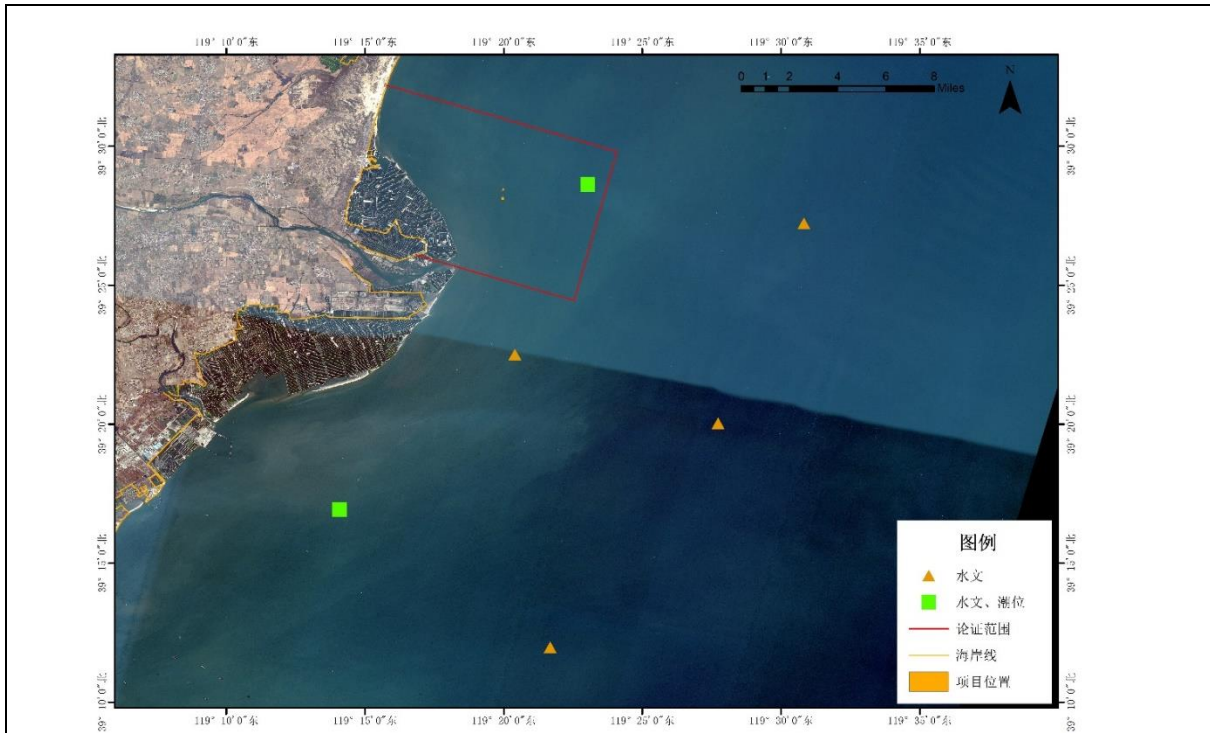 119° 10'0"东 119° 15'0"东 119° 20'0"东 119° 25'0"东 119° 30'0"东 119° 35'0"东
0 1 2 4 6 8
Miles
N
39° 30'0"北 39° 30'0"北
39° 25'0"北 39° 25'0"北
39° 20'0"北 39° 20'0"北
39° 15'0"北 39° 15'0"北
39° 10'0"北 39° 10'0"北
图例
水文
水文、潮位
论证范围
海岸线
项目位置
119° 10'0"东 119° 15'0"东 119° 20'0"东 119° 25'0"东 119° 30'0"东 119° 35'0"东